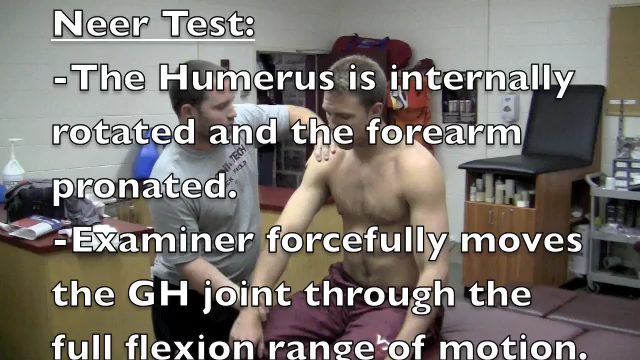 Neer Test:
-The Humerus is internally
rotated and the forearm
pronated.
-Examiner forcefully moves
the GH joint through the
full flexion range of motion.